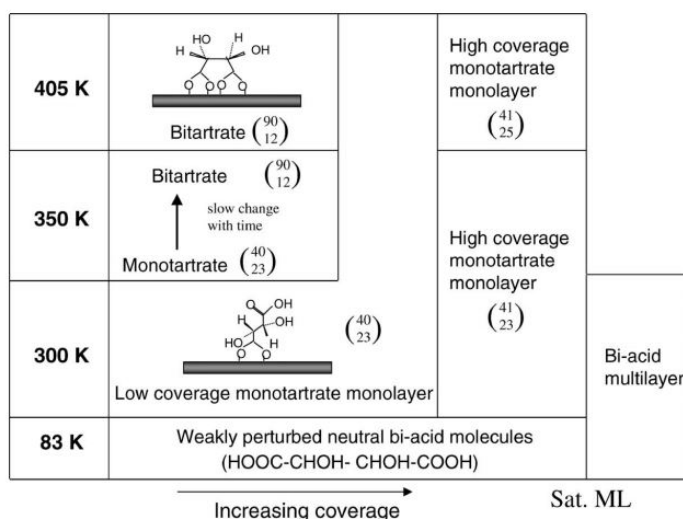 405 K
HO
H
H
OH
O O O O
Bitartrate (90 12)
High coverage
monotartrate
monolayer
(41 25)
350 K
Bitartrate (90 12)
slow change
with time
Monotartrate (40 23)
High coverage
monotartrate
monolayer
(41 23)
300 K
O OH
H
OH
HO H
O O
(40 23)
Low coverage monotartrate monolayer
Bi-acid
multilayer
83 K
Weakly perturbed neutral bi-acid molecules
(HOOC-CHOH- CHOH-COOH)
Increasing coverage
Sat. ML